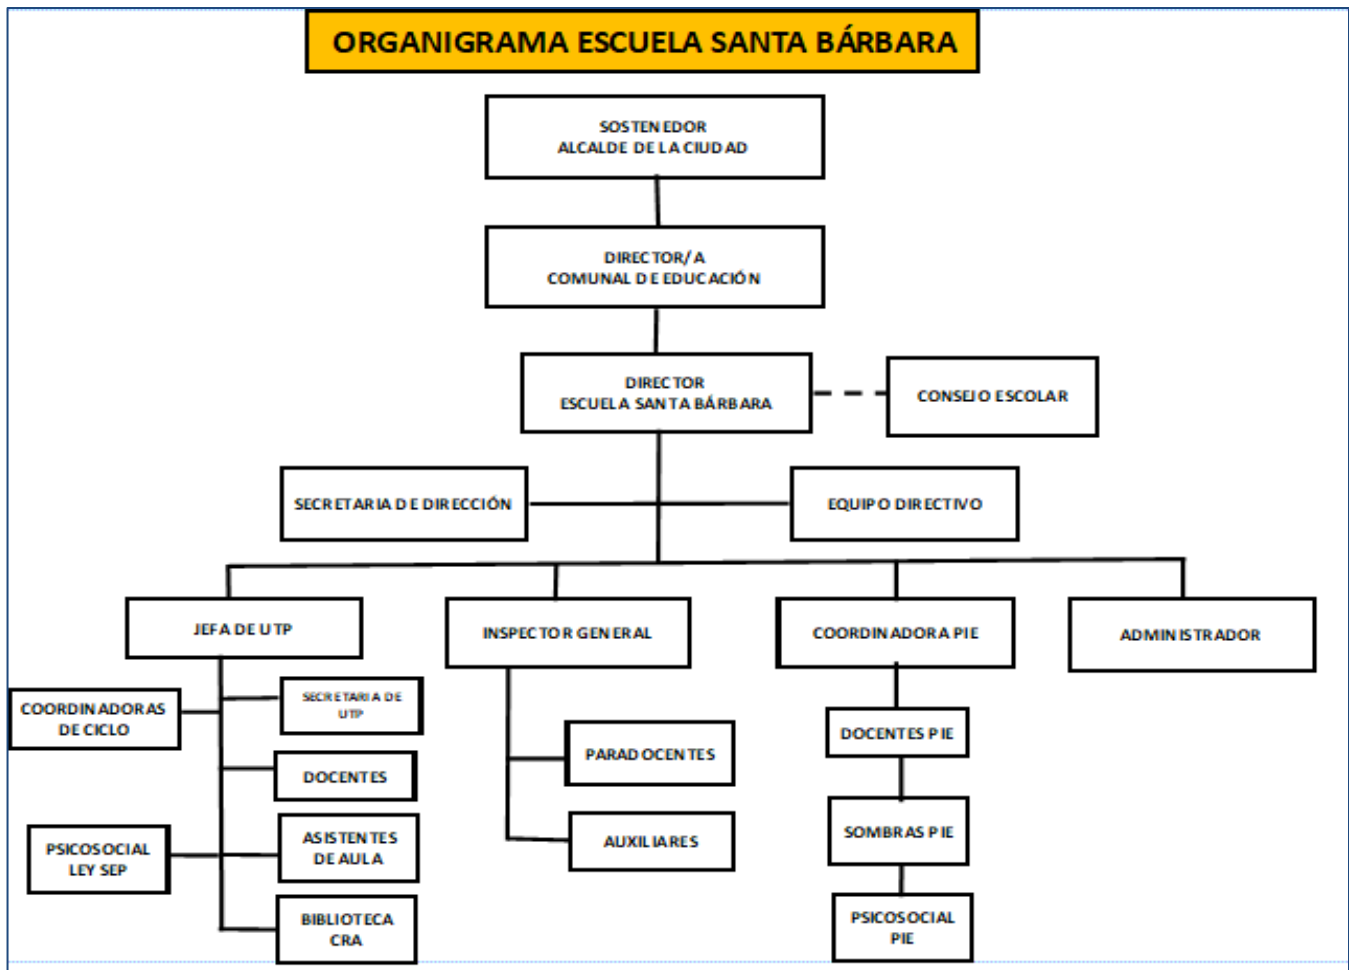 ORGANIGRAMA ESCUELA SANTA BÁRBARA
SOSTENEDOR
ALCALDE DE LA CIUDAD
DIRECTOR/A
COMUNAL DE EDUCACIÓN
DIRECTOR
ESCUELA SANTA BÁRBARA
CONSEJO ESCOLAR
SECRETARIA DE DIRECCIÓN
EQUIPO DIRECTIVO
JEFA DE UTP
INSPECTOR GENERAL
COORDINADORA PIE
ADMINISTRADOR
COORDINADORAS
DE CICLO
SECRETARIA DE
UTP
DOCENTES
PSICOSOCIAL
LEY SEP
ASISTENTES
DE AULA
BIBLIOTECA
CRA
PARADOCENTES
AUXILIARES
DOCENTES PIE
SOMBRAS PIE
PSICOSOCIAL
PIE